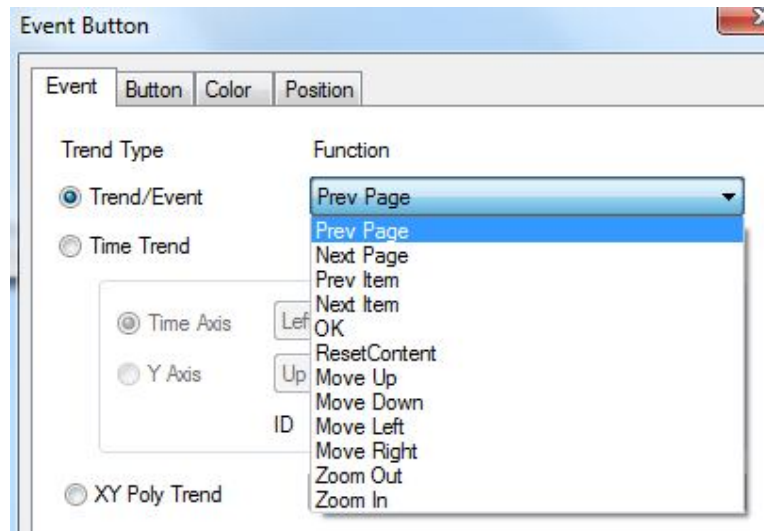 Event Button
Event Button Color Position
Trend Type Function
Trend/Event Prev Page
Prev Page
Time Trend
Next Page
Prev Item
Next Item
Time Axis Lef
OK
ResetContent
Y Axis Up
Move Up
Move Down
ID
Move Left
Move Right
Zoom Out
XY Poly Trend
Zoom In